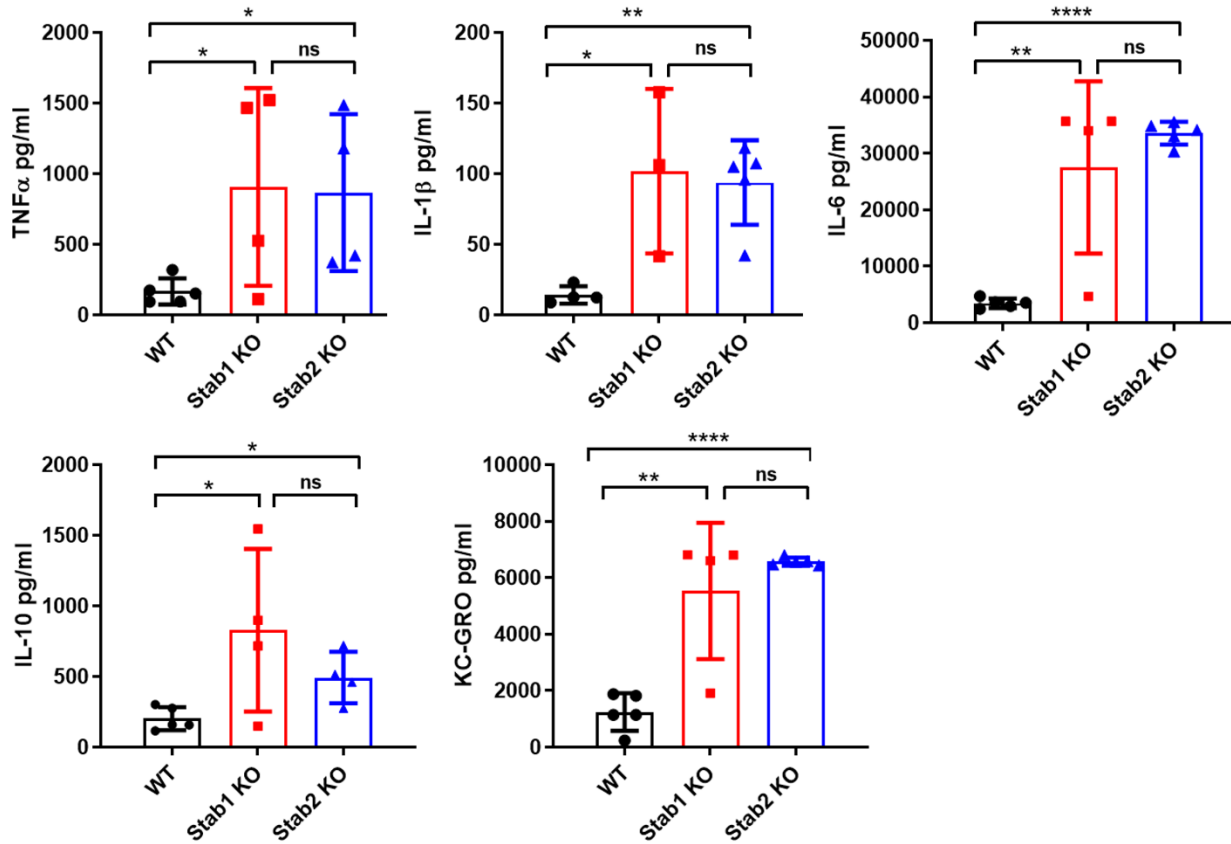 *
*
ns
2000
1500
1000
500
0
TNFα pg/ml
WT
Stab1 KO
Stab2 KO
**
*
ns
200
150
100
50
0
IL-1β pg/ml
WT
Stab1 KO
Stab2 KO
****
**
ns
50000
40000
30000
20000
10000
0
IL-6 pg/ml
WT
Stab1 KO
Stab2 KO
*
*
ns
2000
1500
1000
500
0
IL-10 pg/ml
WT
Stab1 KO
Stab2 KO
****
**
ns
10000
8000
6000
4000
2000
0
KC-GRO pg/ml
WT
Stab1 KO
Stab2 KO